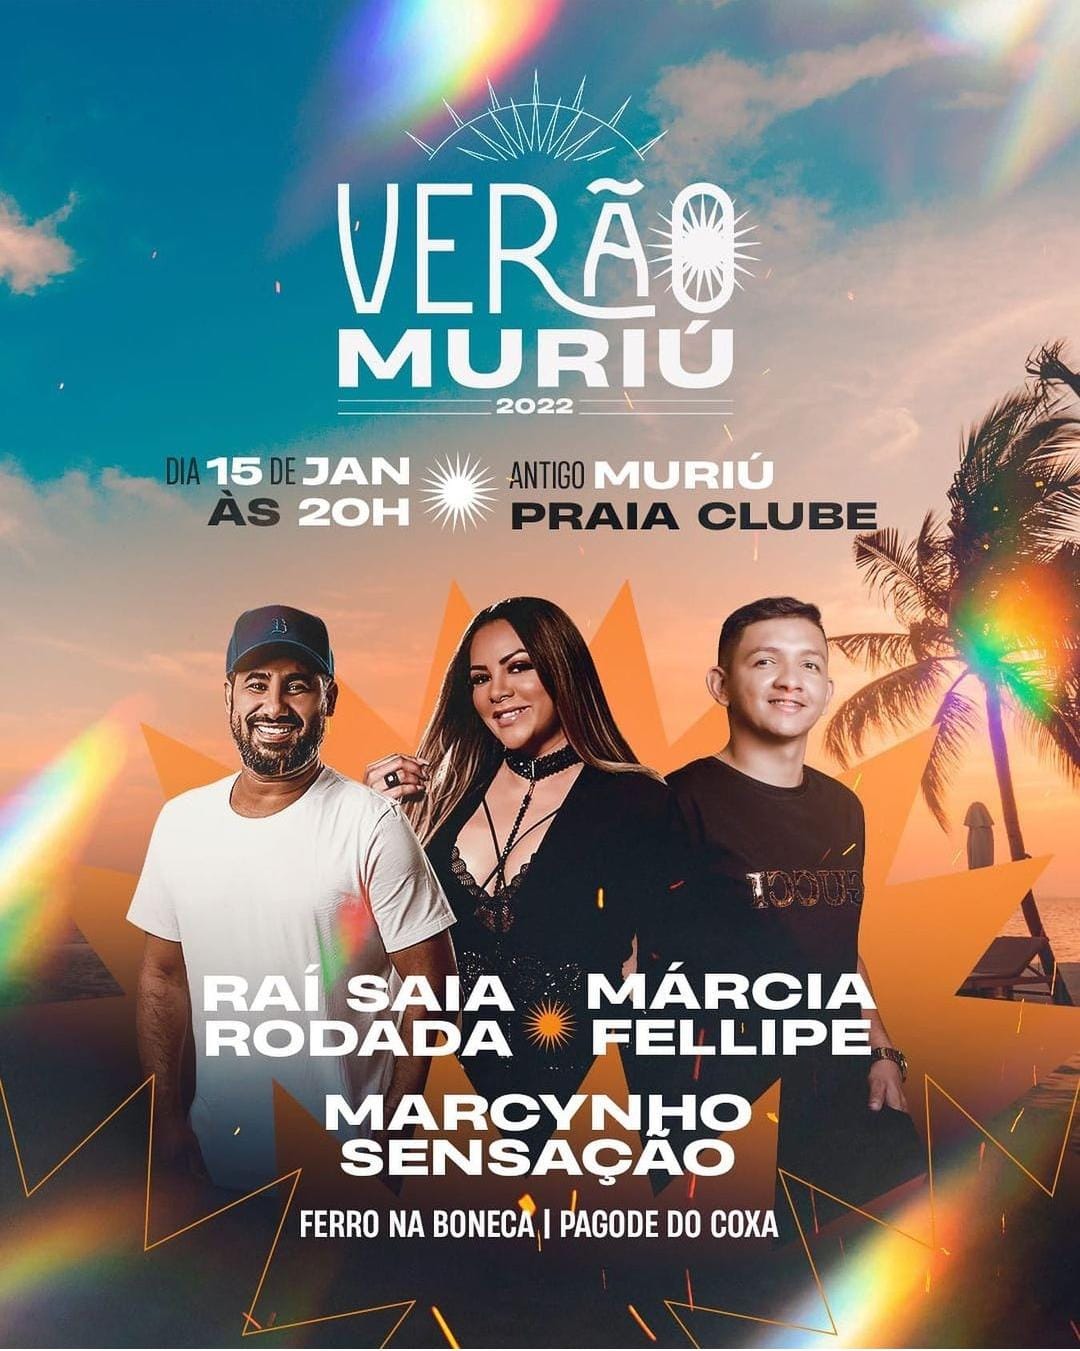 VERÃO
MURIÚ
2022
DIA 15 DE JAN
ÀS 20H
ANTIGO MURIÚ
PRAIA CLUBE
B
GUCCI
RAÍ SAIA
RODADA
MÁRCIA
FELLIPE
MARCYNHO
SENSAÇÃO
FERRO NA BONECA | PAGODE DO COXA